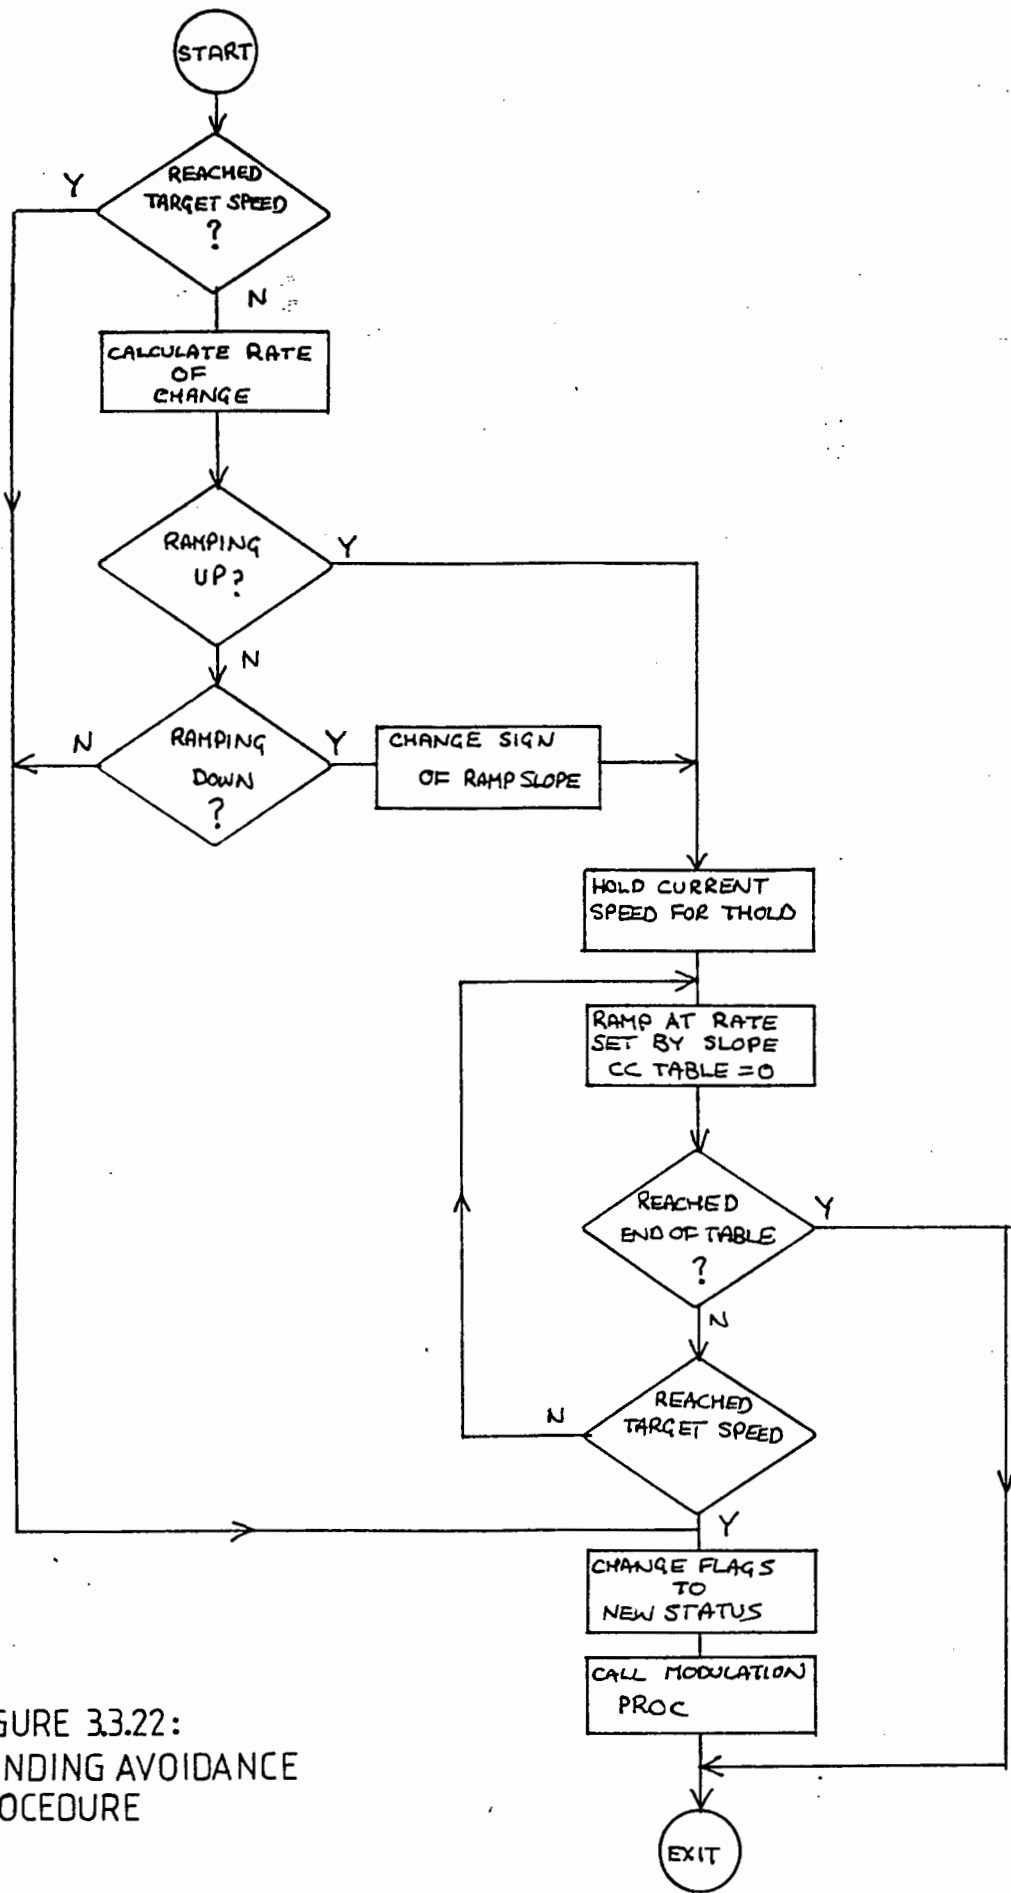 START
REACHED
TARGET SPEED
?
Y
N
CALCULATE RATE
OF
CHANGE
RAMPING
UP?
Y
N
RAMPING
DOWN
?
N
Y
CHANGE SIGN
OF RAMP SLOPE
HOLD CURRENT
SPEED FOR THOLD
RAMP AT RATE
SET BY SLOPE
CC TABLE = 0
REACHED
END OF TABLE
?
Y
N
REACHED
TARGET SPEED
N
Y
CHANGE FLAGS
TO
NEW STATUS
CALL MODULATION
PROC
EXIT
GURE 3.3.22:
NDING AVOIDANCE
OCEDURE